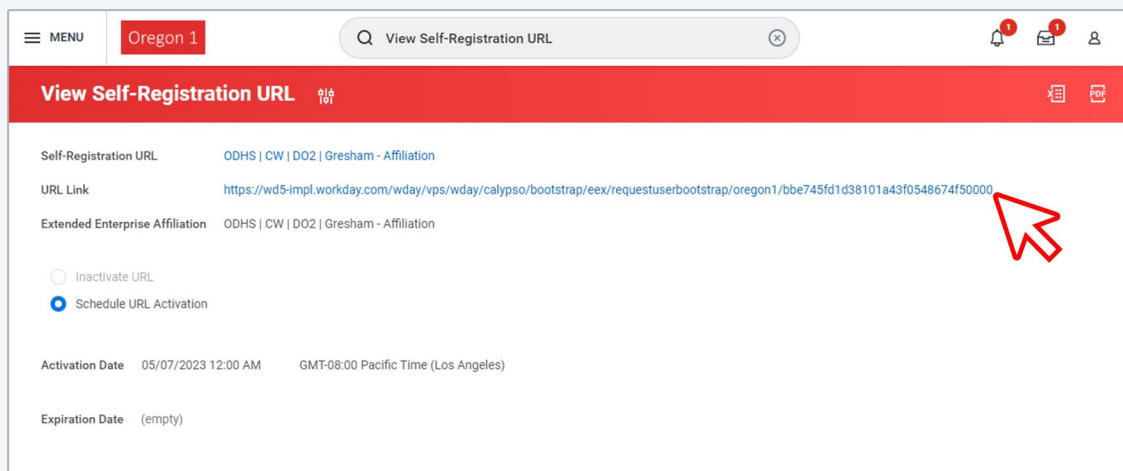 MENU
Oregon 1
View Self-Registration URL
1
1
View Self-Registration URL
X
PDF
Self-Registration URL ODHS | CW | DO2 | Gresham - Affiliation
URL Link https://wd5-impl.workday.com/wday/vps/wday/calypso/bootstrap/eex/requestuserbootstrap/oregon1/bbe745fd1d38101a43f0548674f50000
Extended Enterprise Affiliation ODHS | CW | DO2 | Gresham - Affiliation
Inactivate URL
Schedule URL Activation
Activation Date 05/07/2023 12:00 AM GMT-08:00 Pacific Time (Los Angeles)
Expiration Date (empty)